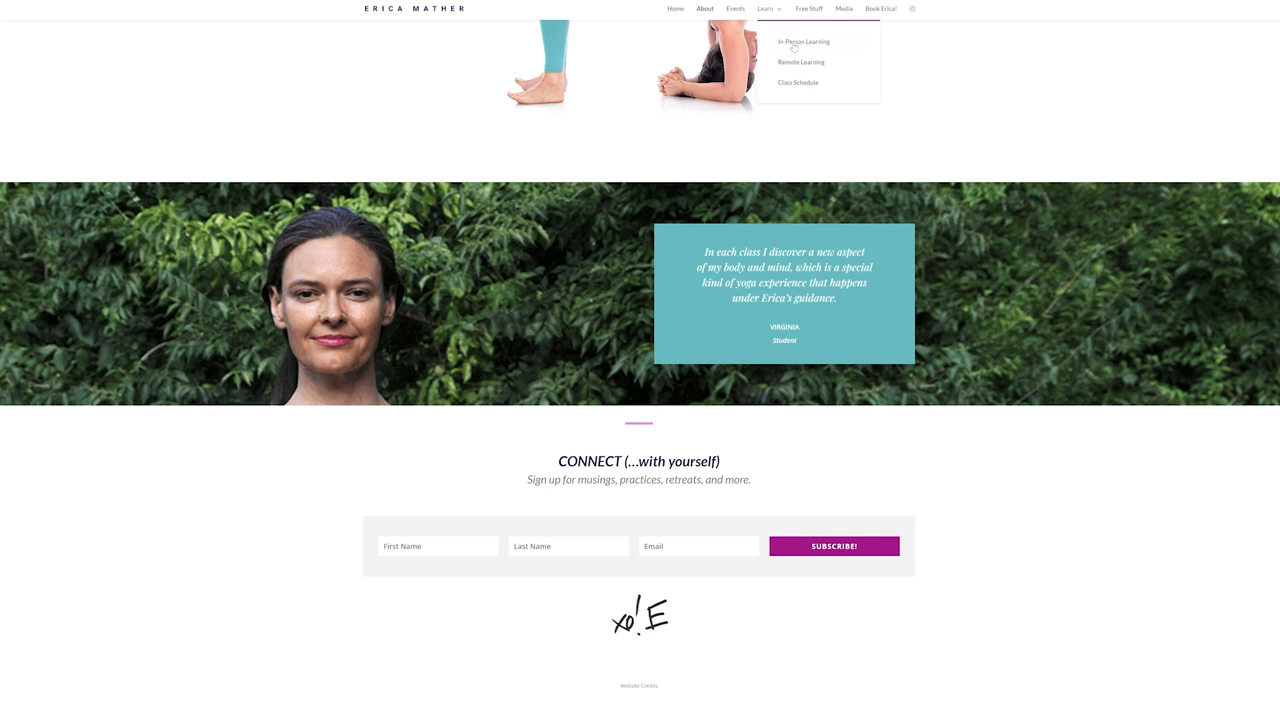 ERICA MATHER
Home About Events Learn Free Stuff Media Book Erica!
In-Person Learning
Remote Learning
Class Schedule
In each class I discover a new aspect
of my body and mind, which is a special
kind of yoga experience that happens
under Erica's guidance.
VIRGINIA
Student
CONNECT (...with yourself)
Sign up for musings, practices, retreats, and more.
First Name Last Name Email SUBSCRIBE!
xo! E
Website Credits